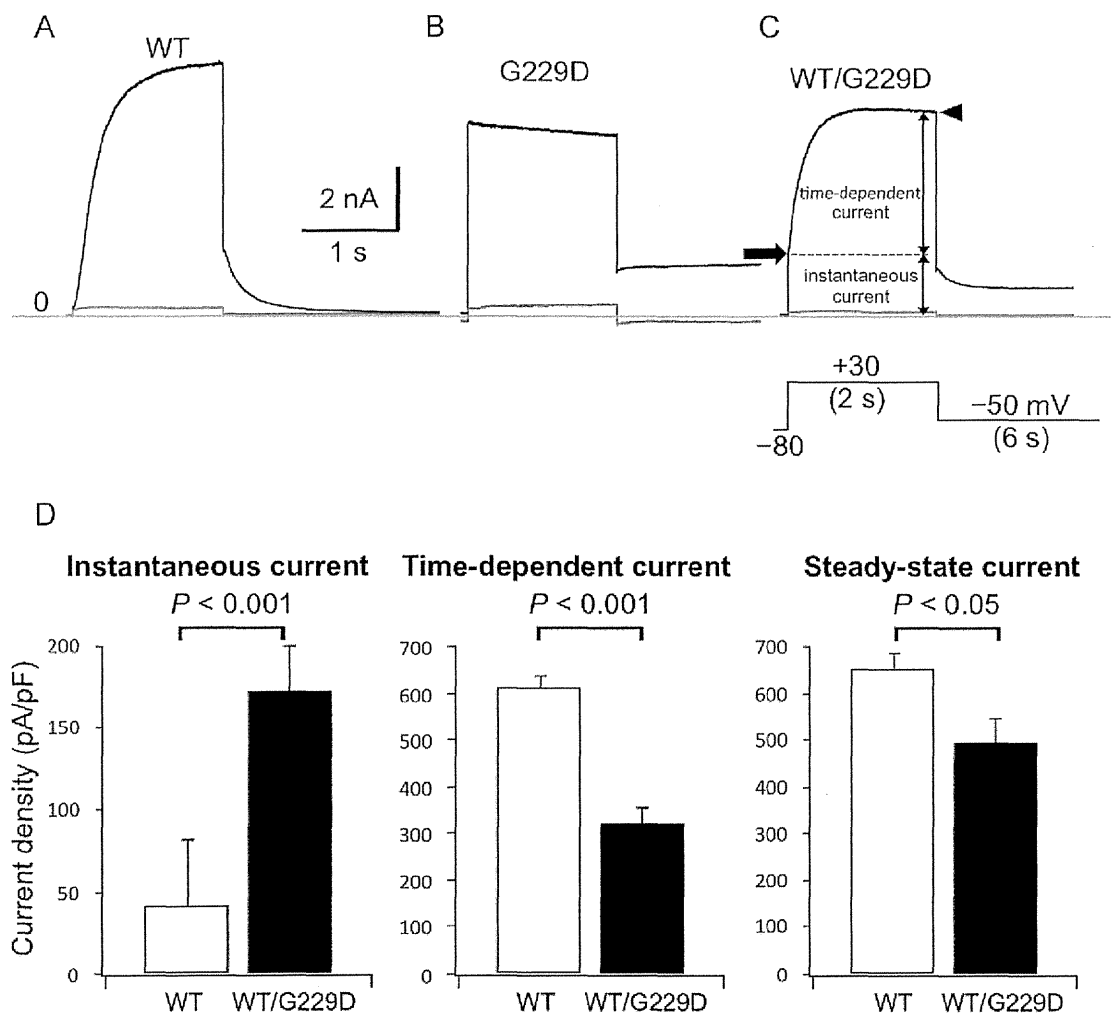 A
WT
2 nA
1 s
0
B
G229D
C
WT/G229D
time-dependent
current
instantaneous
current
+30
(2 s)
−80
−50 mV
(6 s)
D
Instantaneous current
P < 0.001
Current density (pA/pF)
200
150
100
50
0
WT WT/G229D
Time-dependent current
P < 0.001
700
600
500
400
300
200
100
0
WT WT/G229D
Steady-state current
P < 0.05
700
600
500
400
300
200
100
0
WT WT/G229D